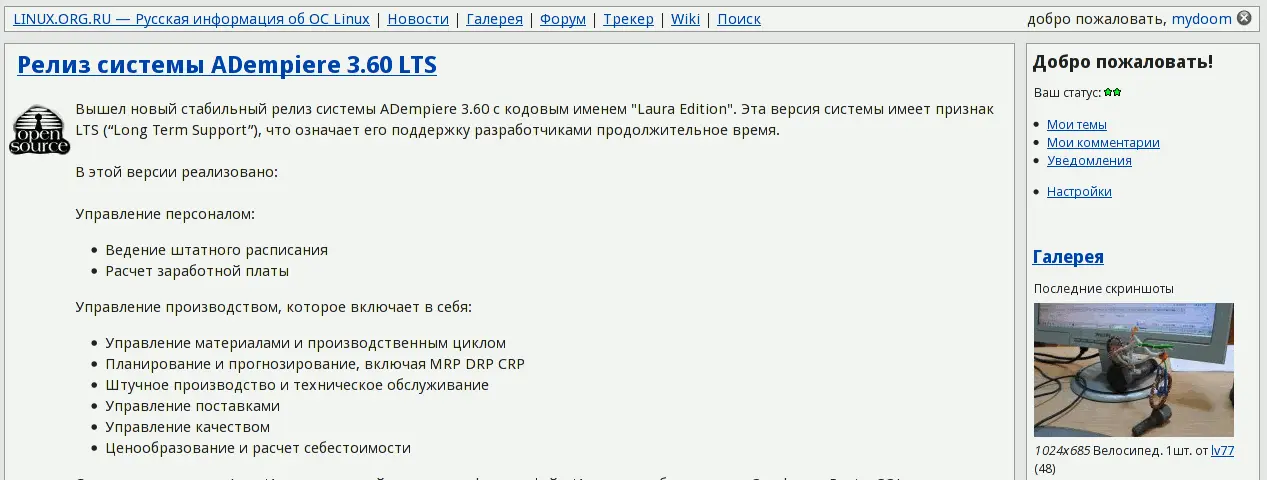 LINUX.ORG.RU — Русская информация об ОС Linux | Новости | Галерея | Форум | Трекер | Wiki | Поиск
добро пожаловать, mydoom
Релиз системы ADempiere 3.60 LTS
open
source
Вышел новый стабильный релиз системы ADempiere 3.60 с кодовым именем "Laura Edition". Эта версия системы имеет признак
LTS (“Long Term Support”), что означает его поддержку разработчиками продолжительное время.
В этой версии реализовано:
Управление персоналом:
• Ведение штатного расписания
• Расчет заработной платы
Управление производством, которое включает в себя:
• Управление материалами и производственным циклом
• Планирование и прогнозирование, включая MRP DRP CRP
• Штучное производство и техническое обслуживание
• Управление поставками
• Управление качеством
• Ценообразование и расчет себестоимости
Добро пожаловать!
Ваш статус:
• Мои темы
• Мои комментарии
• Уведомления
• Настройки
Галерея
Последние скриншоты
1024x685 Велосипед. 1шт. от lv77
(48)